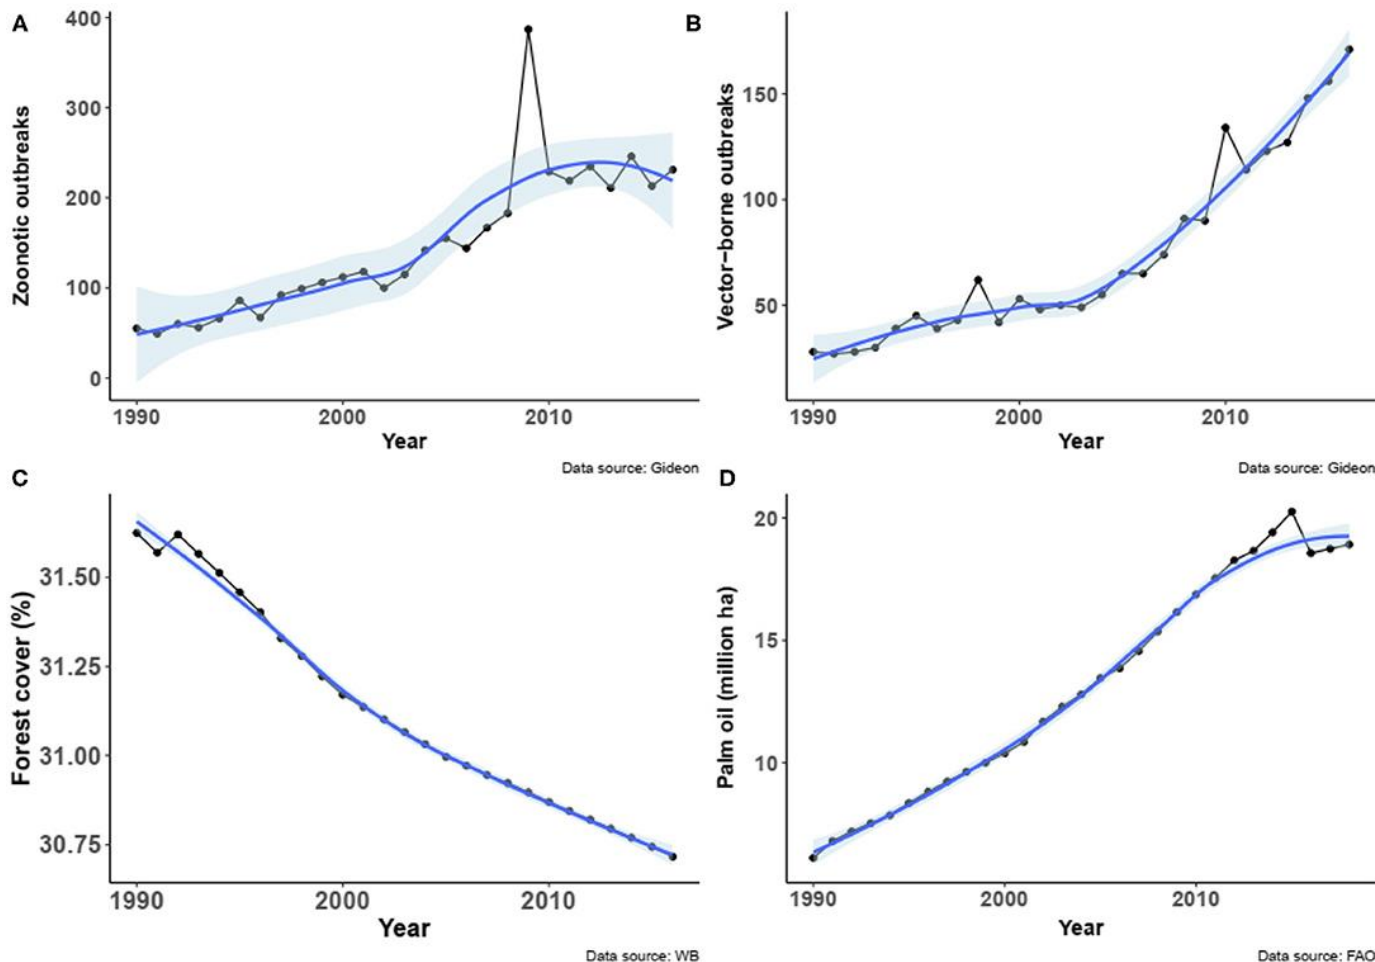 A
Zoonotic outbreaks
400
300
200
100
0
1990 2000 2010
Year
Data source: Gideon
B
Vector-borne outbreaks
150
100
50
1990 2000 2010
Year
Data source: Gideon
C
Forest cover (%)
31.50
31.25
31.00
30.75
1990 2000 2010
Year
Data source: WB
D
Palm oil (million ha)
20
15
10
1990 2000 2010
Year
Data source: FAO